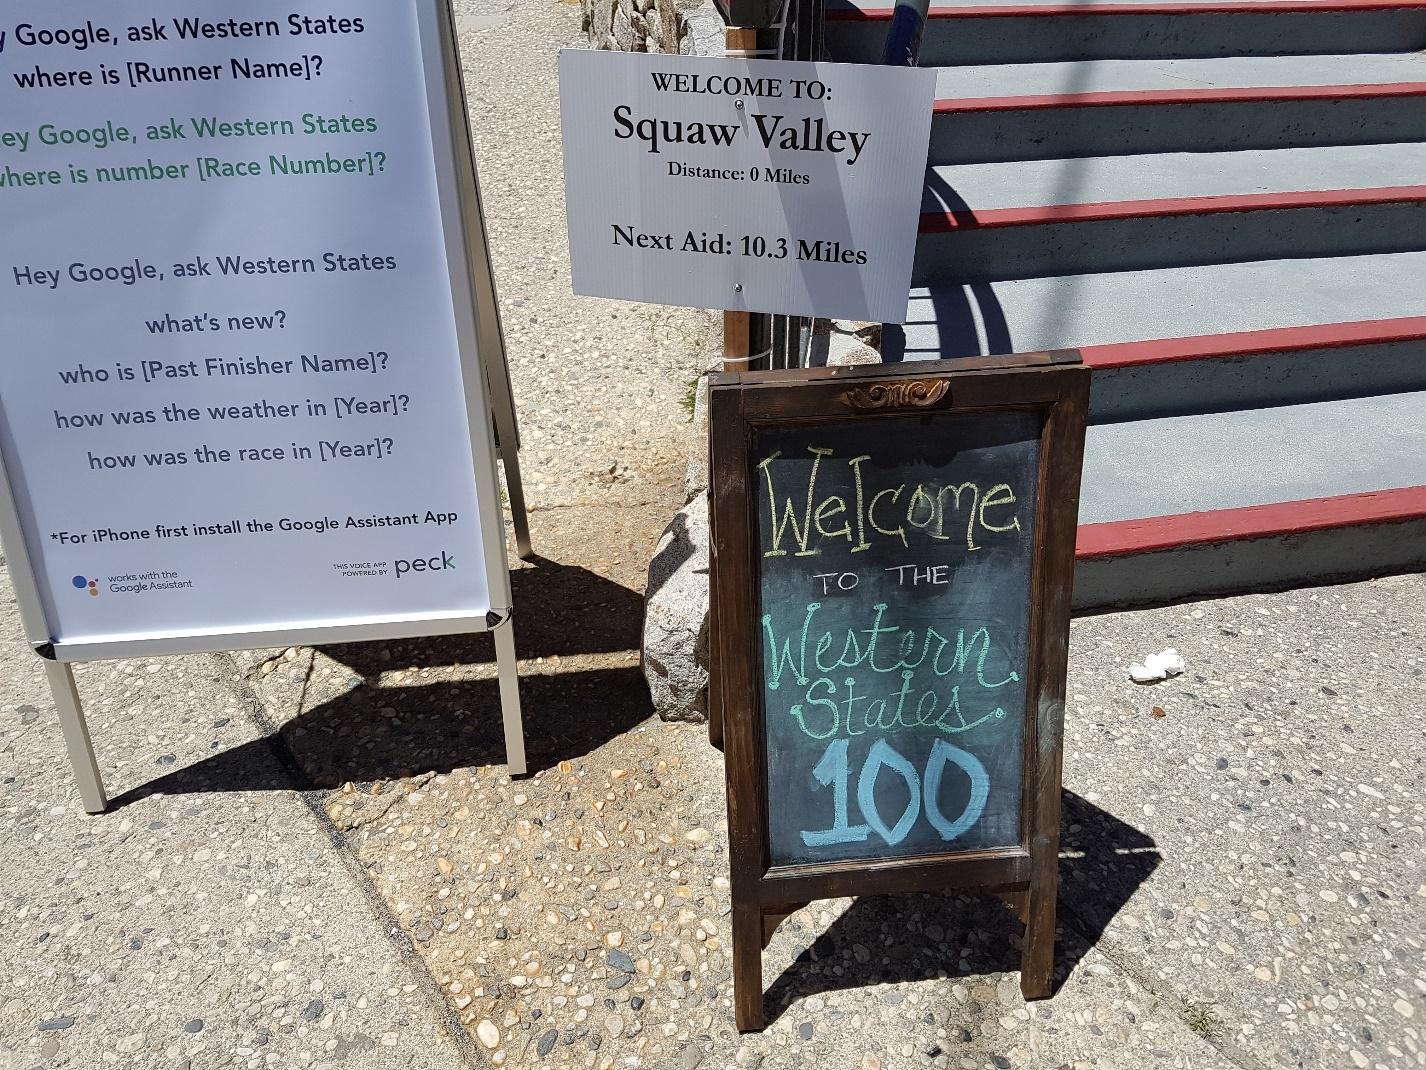 y Google, ask Western States
where is [Runner Name]?
ey Google, ask Western States
where is number [Race Number]?
Hey Google, ask Western States
what's new?
who is [Past Finisher Name]?
how was the weather in [Year]?
how was the race in [Year]?
*For iPhone first install the Google Assistant App
works with the
Google Assistant
THIS VOICE APP
POWERED BY
peck
WELCOME TO:
Squaw Valley
Distance: 0 Miles
Next Aid: 10.3 Miles
Welcome
TO THE
Western
States
100